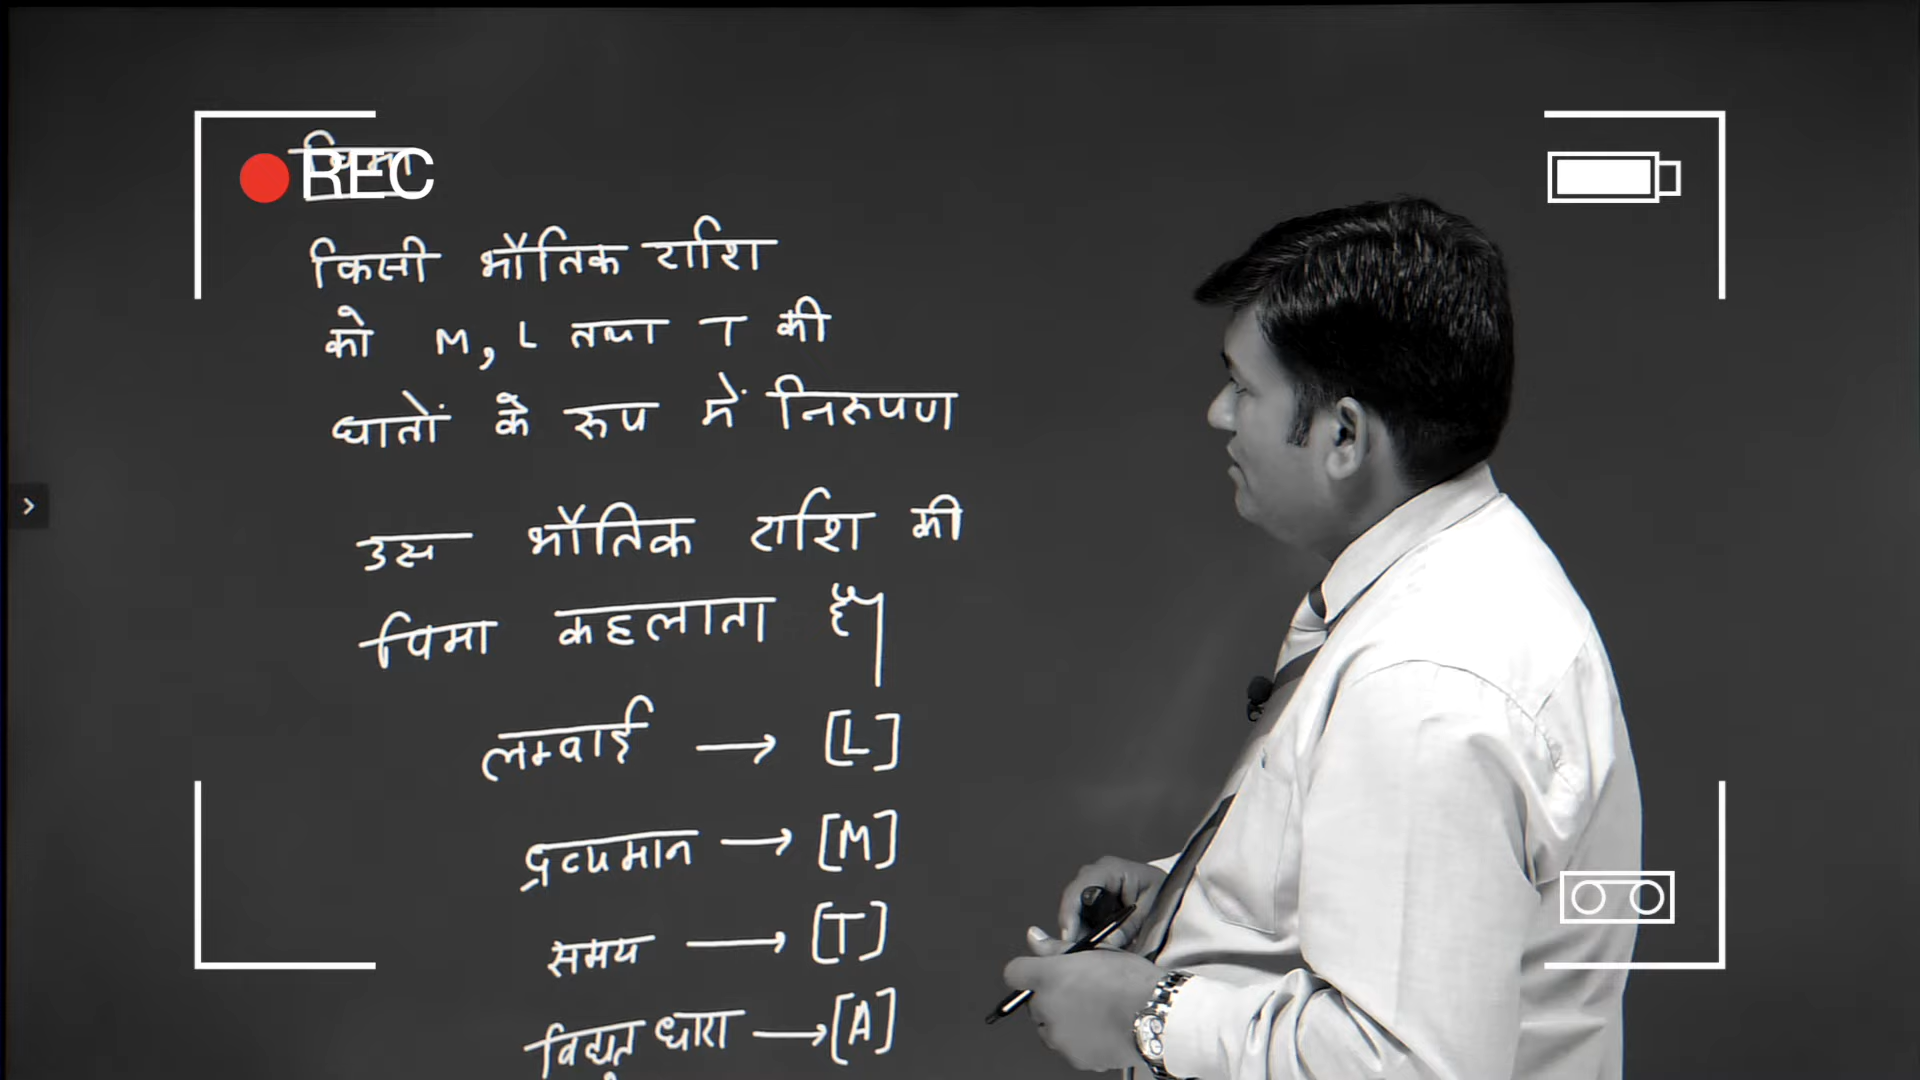 REC
किसी भौतिक राशि
को M, L तथा T की
घातों के रूप में निरूपण
उस भौतिक राशि की
विमा कहलाता है।
लम्बाई → [L]
द्रव्यमान → [M]
समय → [T]
विद्युत धारा → [A]